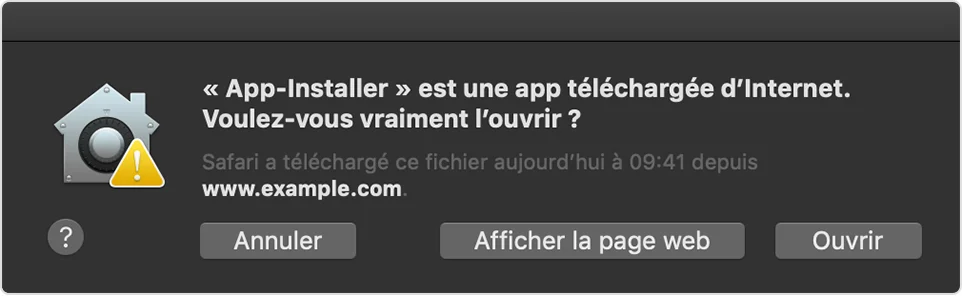 « App-Installer » est une app téléchargée d’Internet.
Voulez-vous vraiment l’ouvrir ?
Safari a téléchargé ce fichier aujourd’hui à 09:41 depuis
www.example.com.
?
Annuler
Afficher la page web
Ouvrir